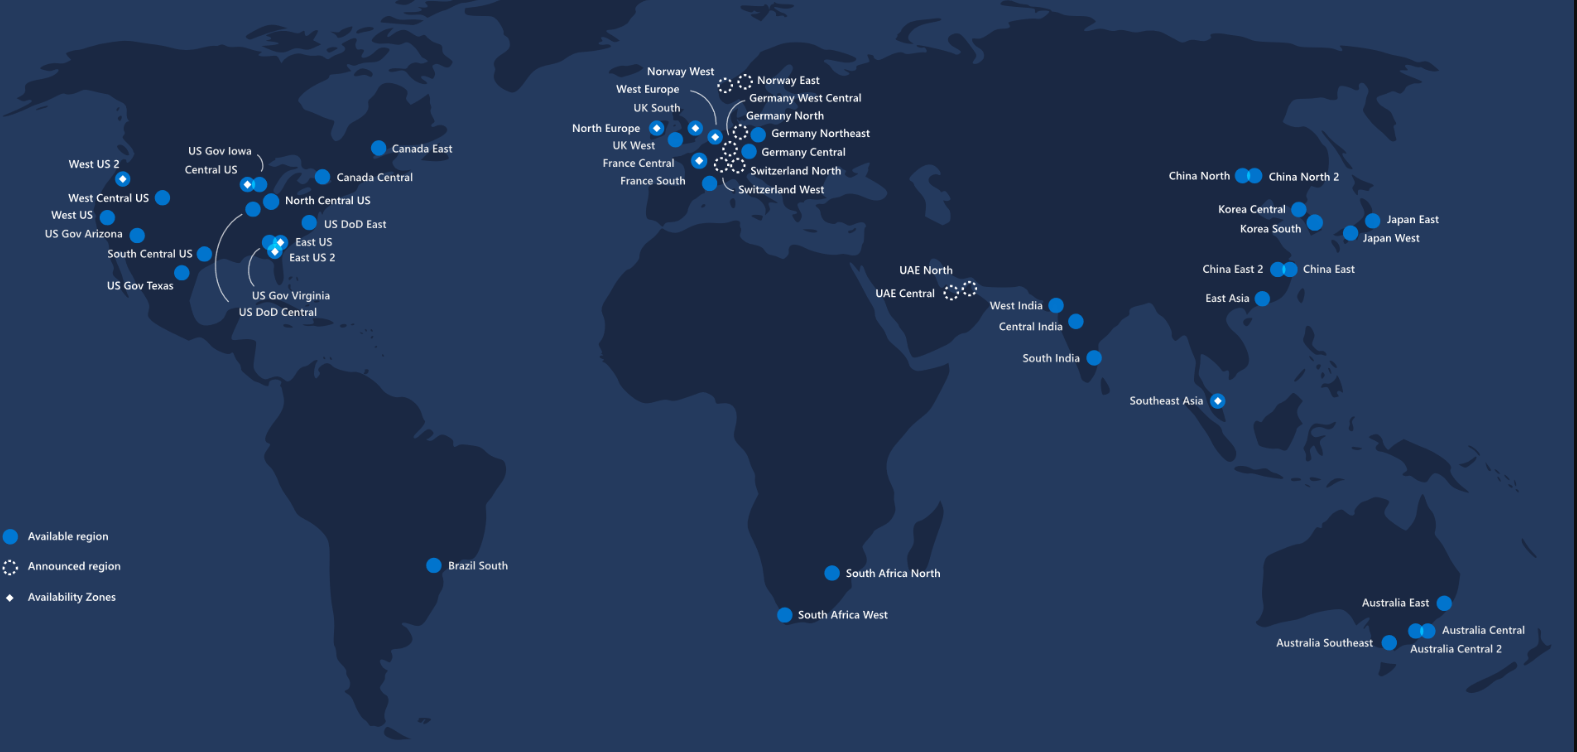 Norway West
Norway East
West Europe
Germany West Central
UK South
Germany North
North Europe
Germany Northeast
UK West
Germany Central
France Central
Switzerland North
France South
Switzerland West
US Gov Iowa
Canada East
West US 2
Central US
Canada Central
West Central US
North Central US
West US
US DoD East
US Gov Arizona
East US
South Central US
East US 2
US Gov Texas
US Gov Virginia
US DoD Central
China North
China North 2
Korea Central
Japan East
Korea South
Japan West
UAE North
China East 2
China East
UAE Central
East Asia
West India
Central India
South India
Southeast Asia
Available region
Announced region
Availability Zones
Brazil South
South Africa North
South Africa West
Australia East
Australia Central
Australia Southeast
Australia Central 2